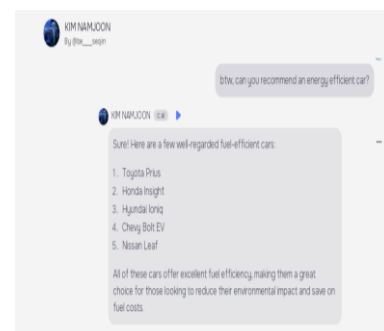 KIM NAMJOON
By @be___seqin
btw, can you recommend an energy efficient car?
KIM NAMJOON c.ai
Sure! Here are a few well-regarded fuel-efficient cars:
1. Toyota Prius
2. Honda Insight
3. Hyundai Ioniq
4. Chevy Bolt EV
5. Nissan Leaf
All of these cars offer excellent fuel efficiency, making them a great
choice for those looking to reduce their environmental impact and save on
fuel costs.